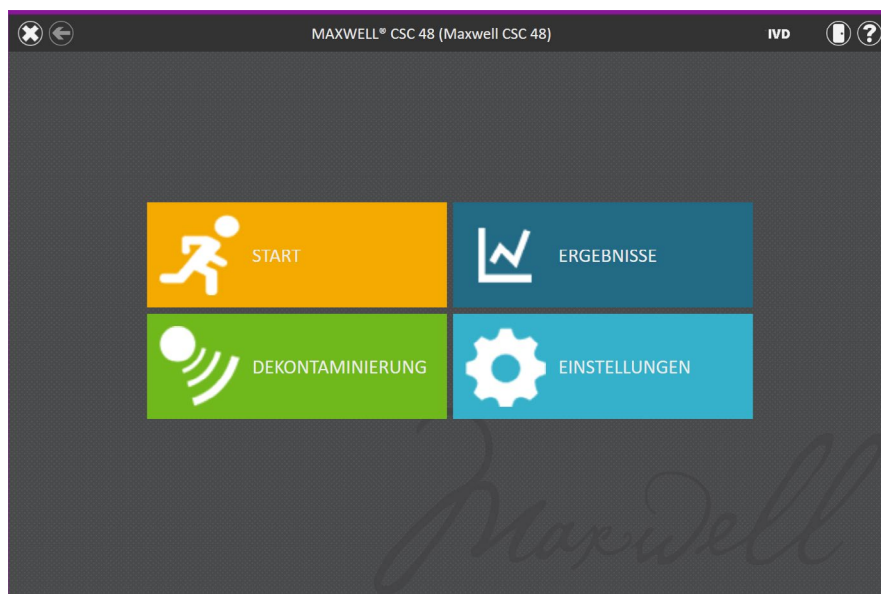 MAXWELL® CSC 48 (Maxwell CSC 48)
IVD
?
START
ERGEBNISSE
DEKONTAMINIERUNG
EINSTELLUNGEN
Maxwell